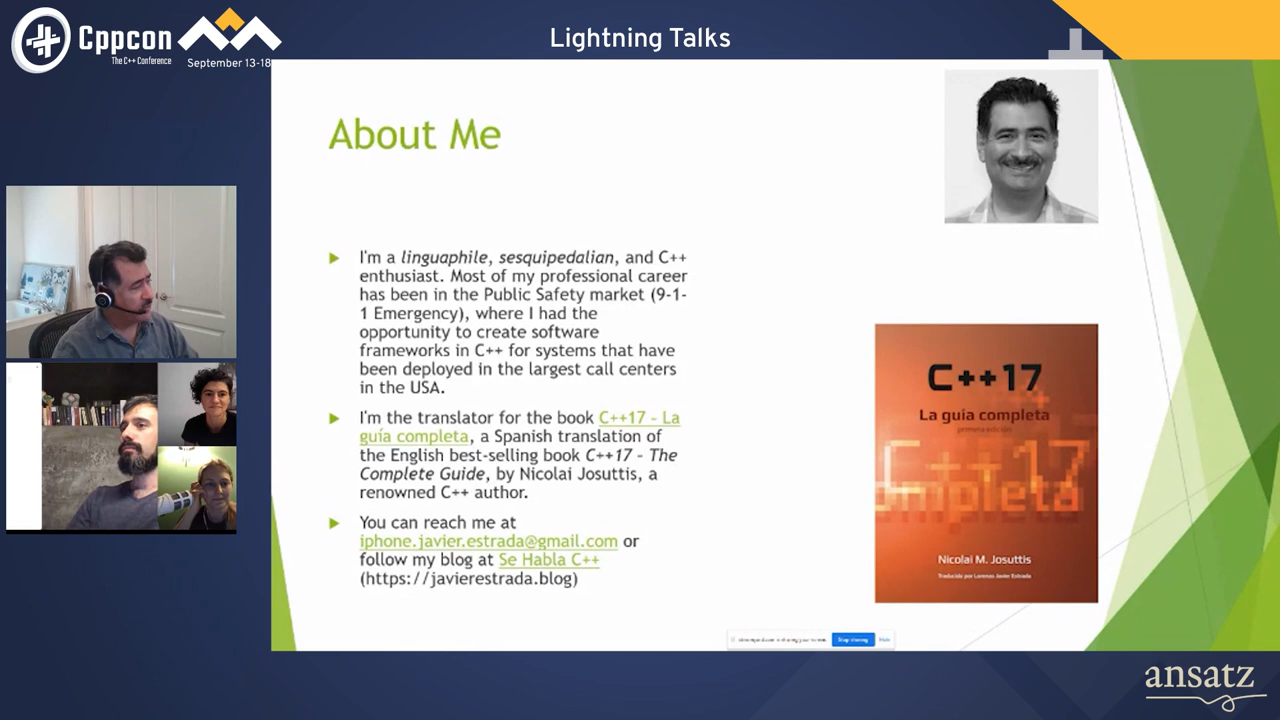 Cppcon
The C++ Conference
September 13-18
Lightning Talks
About Me
I'm a linguaphile, sesquipedalian, and C++
enthusiast. Most of my professional career
has been in the Public Safety market (9-1-
1 Emergency), where I had the
opportunity to create software
frameworks in C++ for systems that have
been deployed in the largest call centers
in the USA.
I'm the translator for the book C++17 – La
guía completa, a Spanish translation of
the English best-selling book C++17 – The
Complete Guide, by Nicolai Josuttis, a
renowned C++ author.
You can reach me at
iphone.javier.estrada@gmail.com or
follow my blog at Se Habla C++
(https://javierestrada.blog)
C++17
La guía completa
primera edición
C++17
ompleta
Nicolai M. Josuttis
Traducido por Lorenzo Javier Estrada
Stop sharing
Hide
ansatz